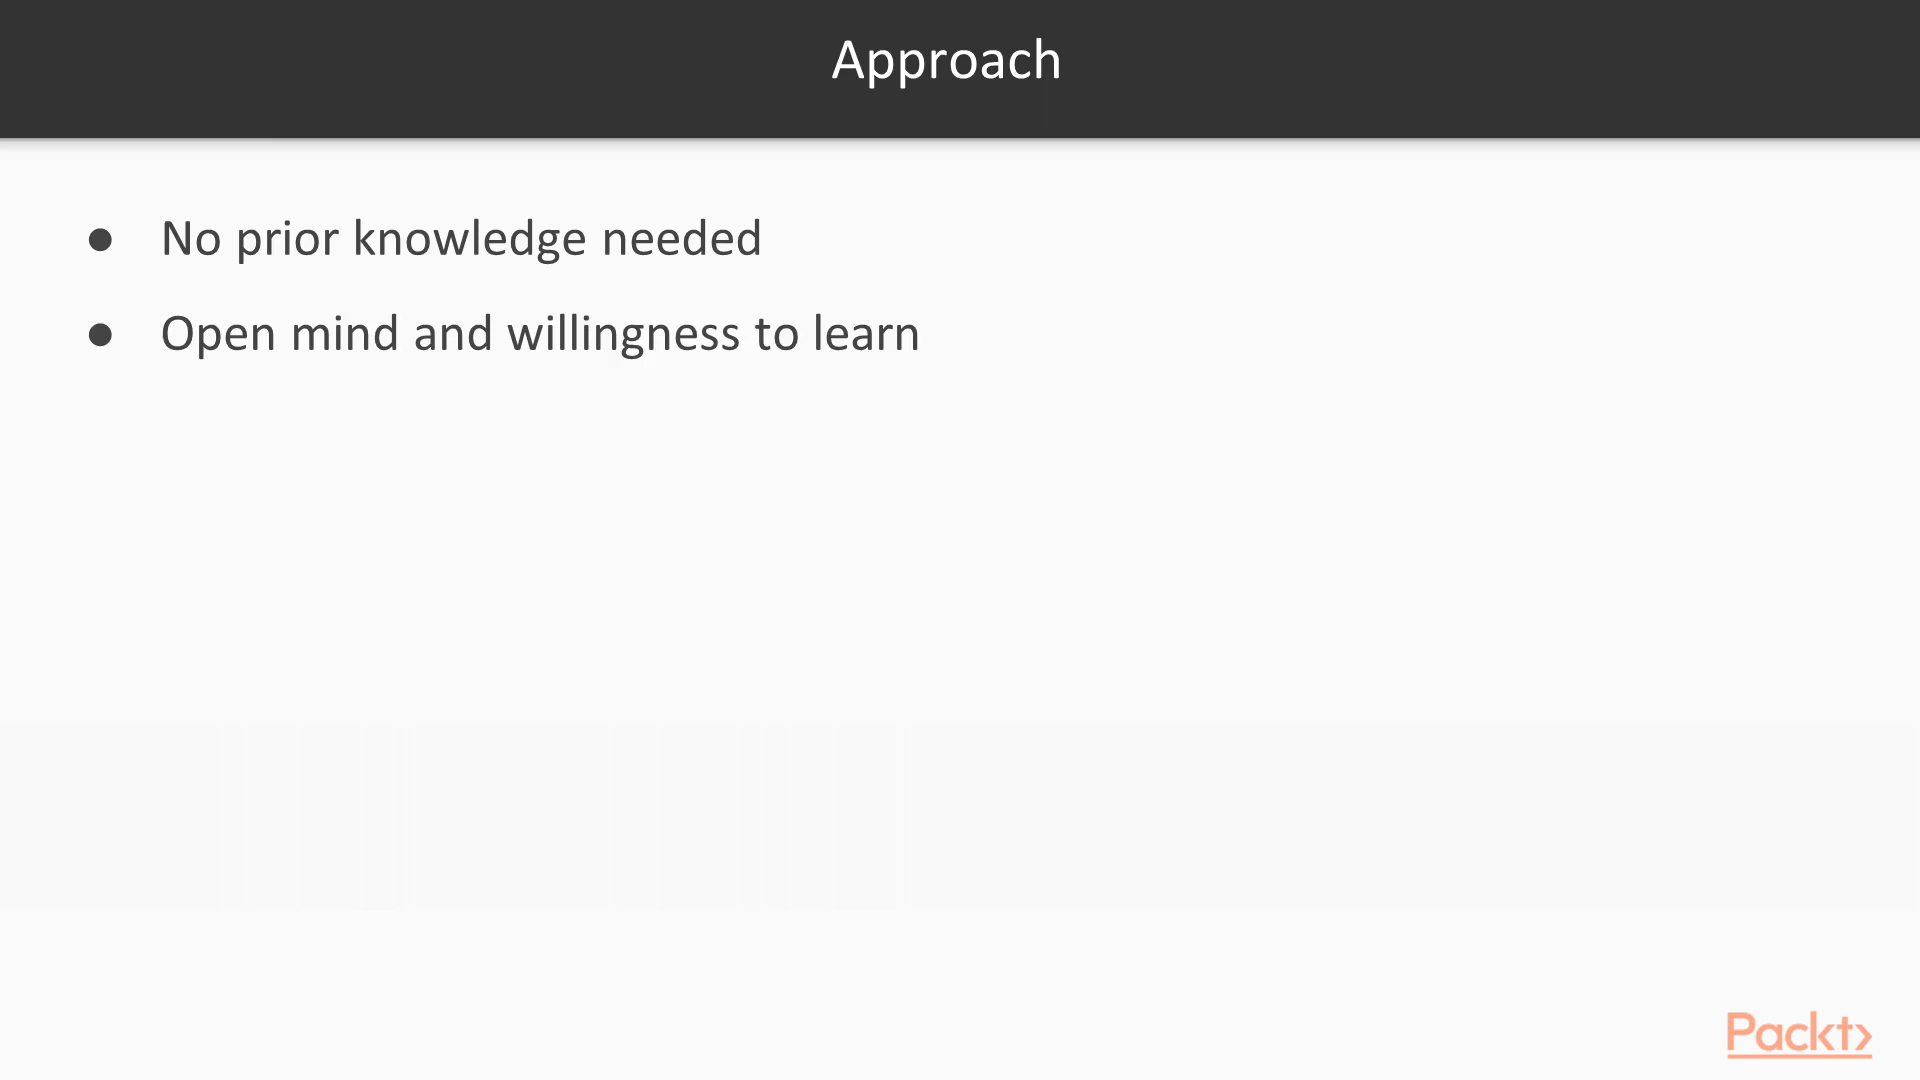 Approach
● No prior knowledge needed
● Open mind and willingness to learn
Packt>